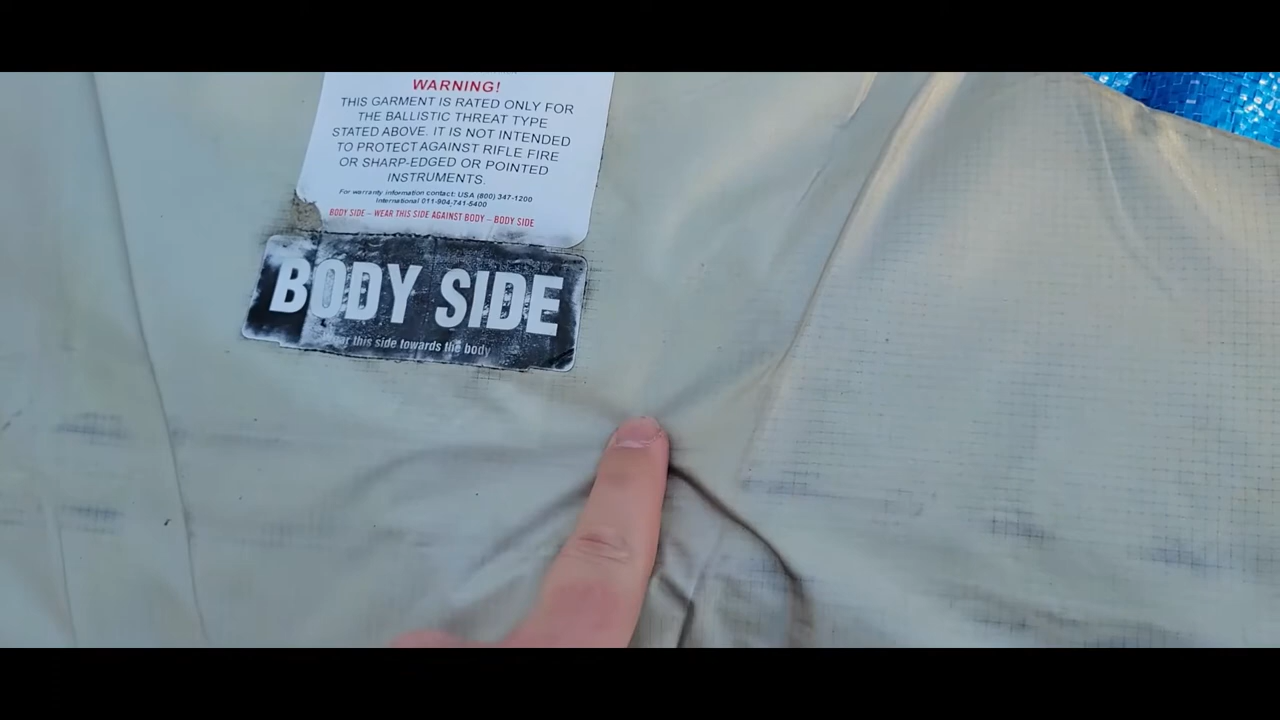 WARNING!
THIS GARMENT IS RATED ONLY FOR
THE BALLISTIC THREAT TYPE
STATED ABOVE. IT IS NOT INTENDED
TO PROTECT AGAINST RIFLE FIRE
OR SHARP-EDGED OR POINTED
INSTRUMENTS.
For warranty information contact: USA (800) 347-1200
International 011-904-741-5400
BODY SIDE – WEAR THIS SIDE AGAINST BODY – BODY SIDE
BODY SIDE
this side towards the body